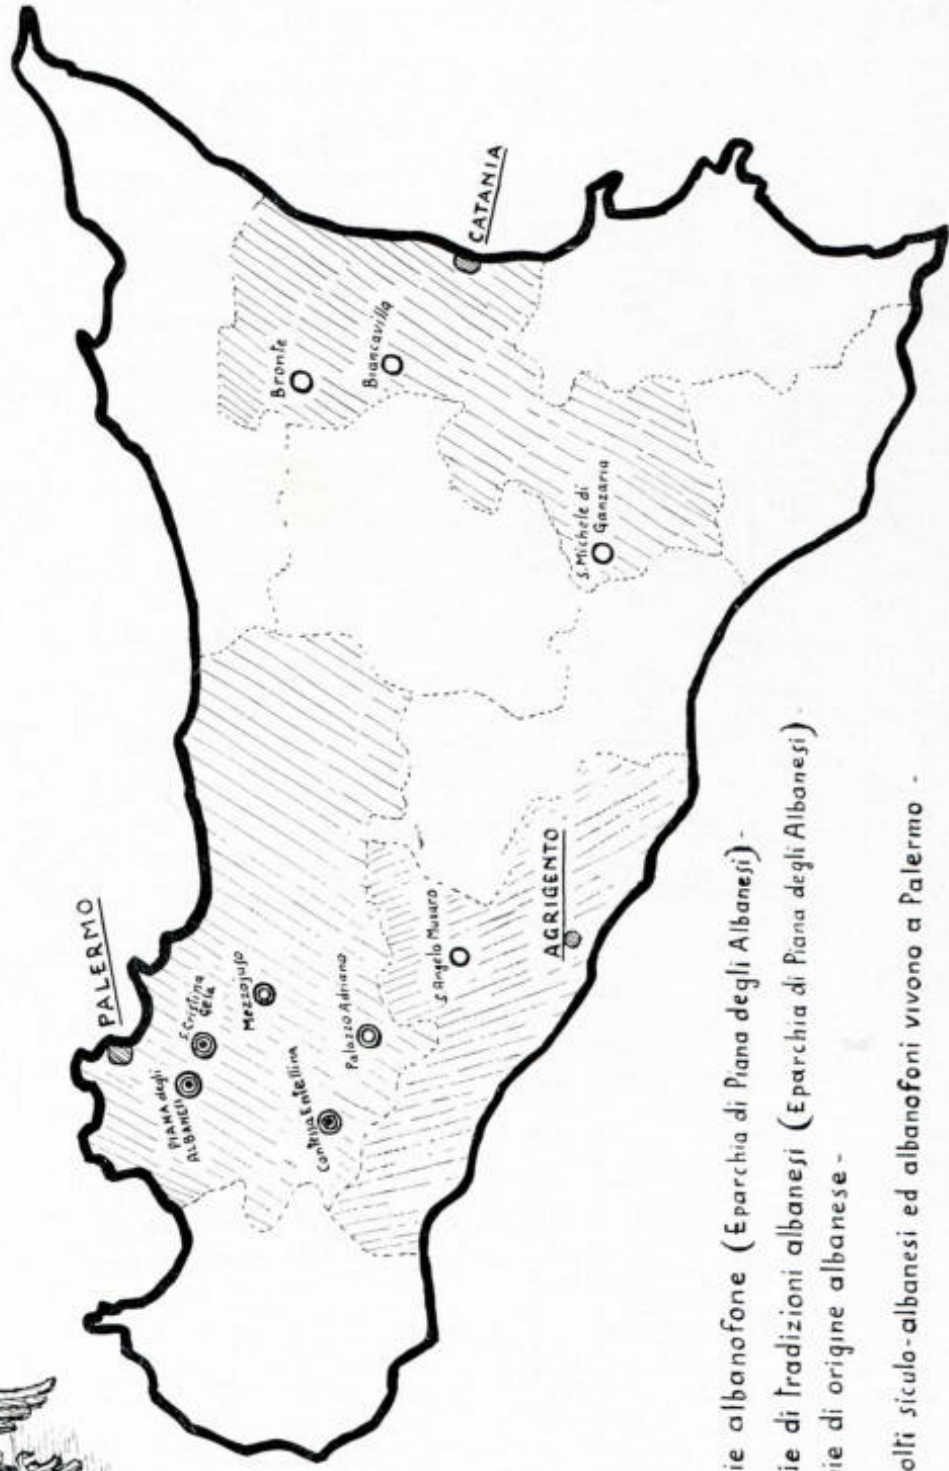 PALERMO
PIANA degli
ALBANESI
S. Cristina
Gela
Mezzojuso
Contessa Entellina
Palazzo Adriano
S. Angelo Muxaro
AGRIGENTO
Bronte
Biancavilla
CATANIA
S. Michele di
Ganzaria
ie albanofone (Eparchia di Piana degli Albanesi) -
ie di Tradizioni albanesi (Eparchia di Piana degli Albanesi) -
ie di origine albanese -
olti siculo-albanesi ed albanofoni vivono a Palermo -